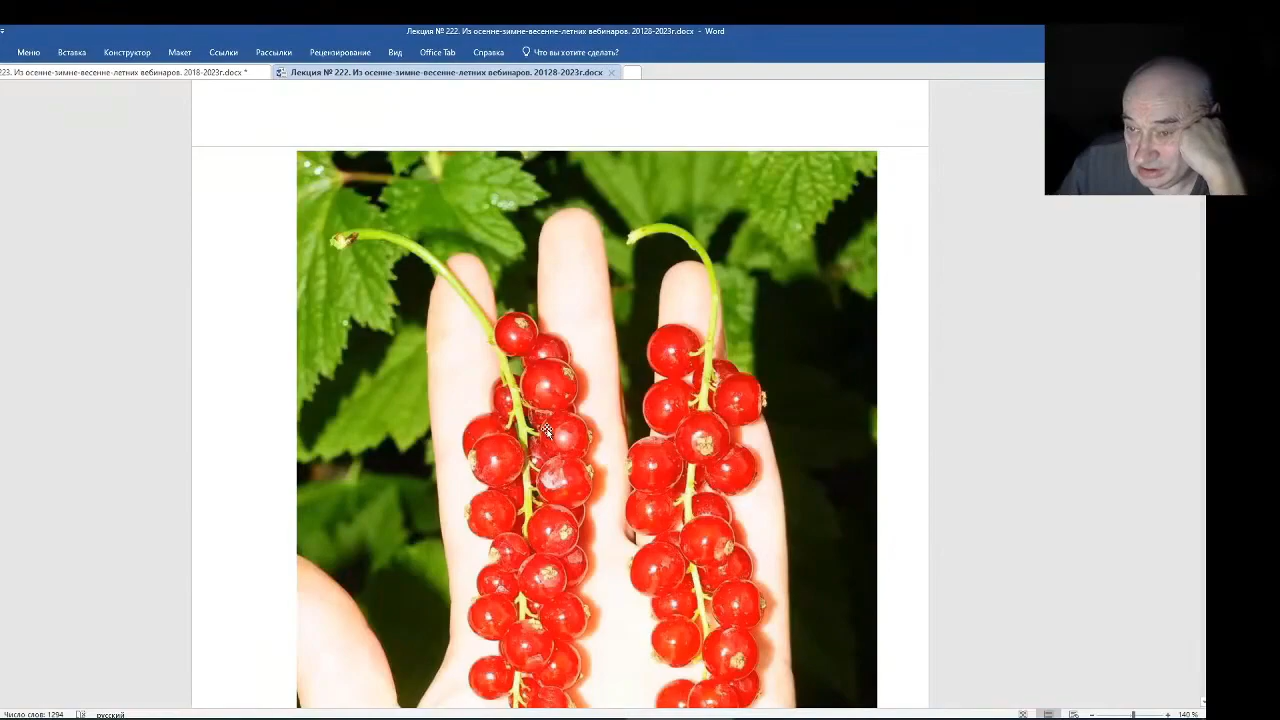 Лекция № 222. Из осенне-зимне-весенне-летних вебинаров. 20128-2023г.docx - Word
Меню Вставка Конструктор Макет Ссылки Рассылки Рецензирование Вид Office Tab Справка Что вы хотите сделать?
223. Из осенне-зимне-весенне-летних вебинаров. 2018-2023г.docx * Лекция № 222. Из осенне-зимне-весенне-летних вебинаров. 20128-2023г.docx
Число слов: 1294 русский 140 %